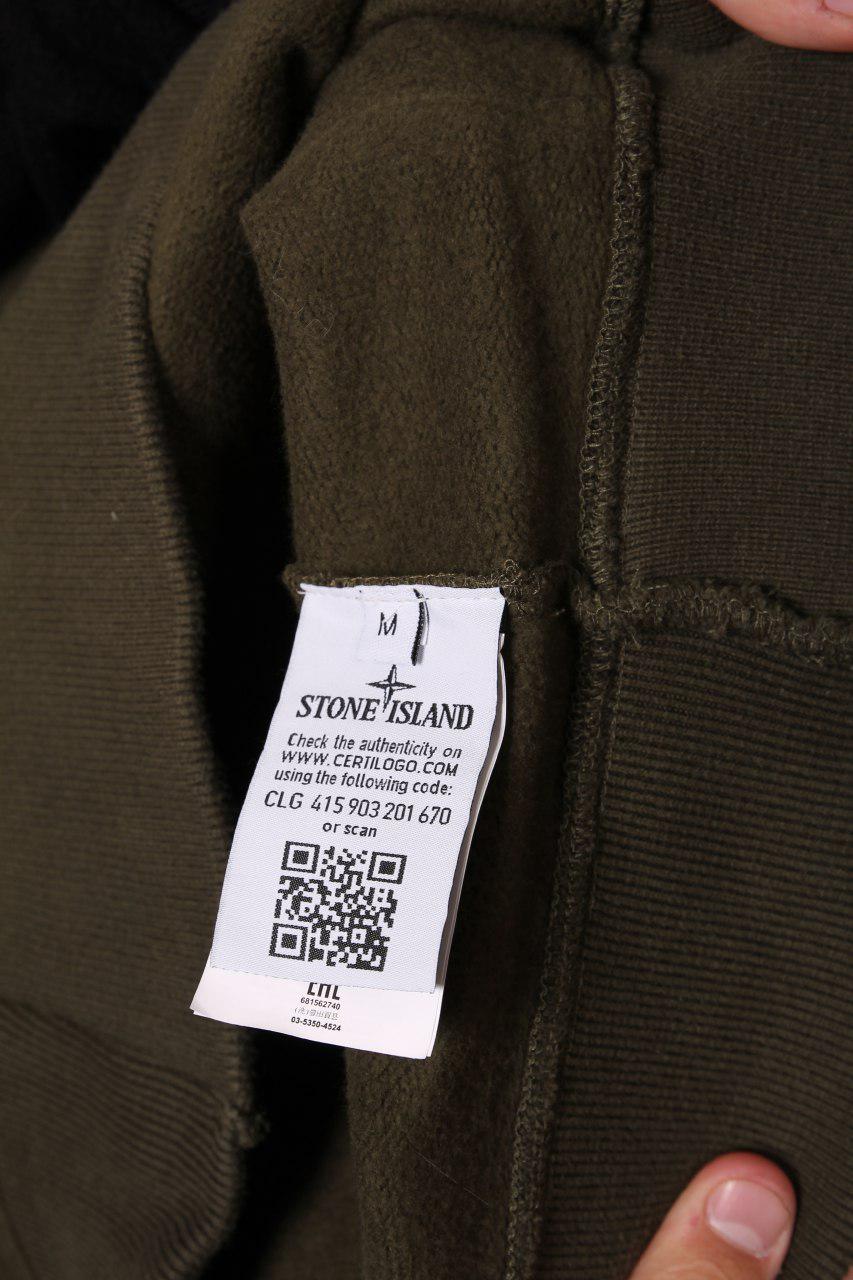 M
STONE ISLAND
Check the authenticity on
WWW.CERTILOGO.COM
using the following code:
CLG 415 903 201 670
or scan
EAC
681562740
03-5350-4524